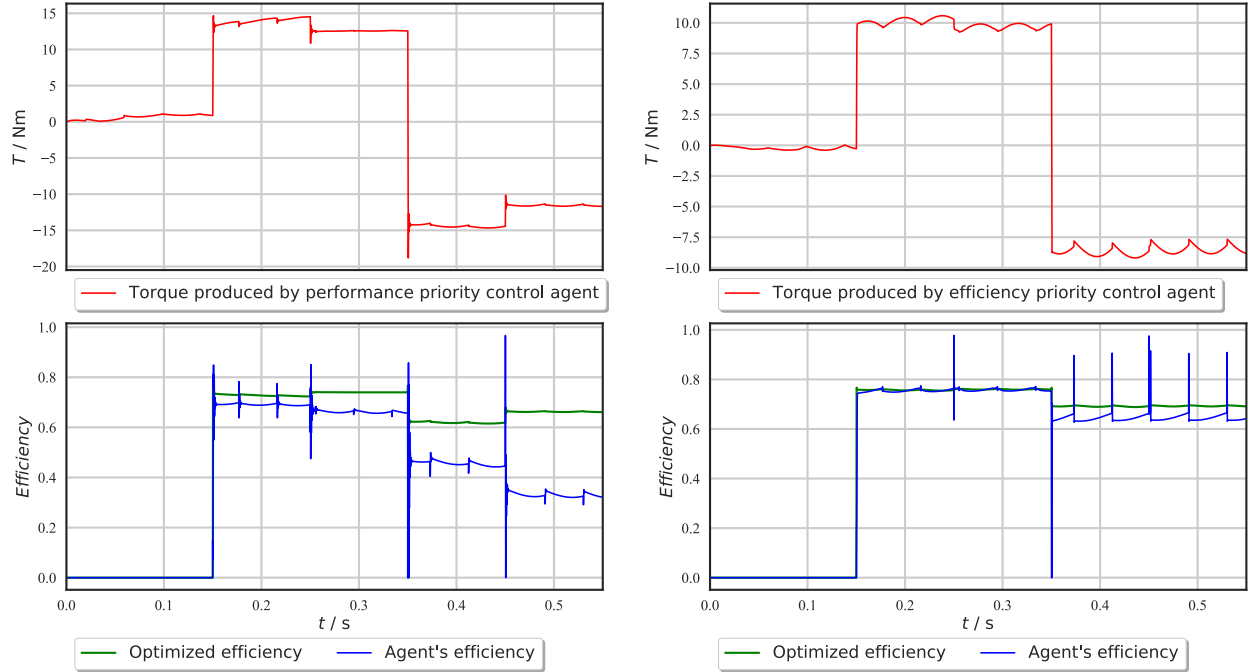 15
10
5
0
−5
−10
−15
−20
T / Nm
Torque produced by performance priority control agent
10.0
7.5
5.0
2.5
0.0
−2.5
−5.0
−7.5
−10.0
T / Nm
Torque produced by efficiency priority control agent
1.0
0.8
0.6
0.4
0.2
0.0
Efficiency
0.0 0.1 0.2 0.3 0.4 0.5
t / s
Optimized efficiency Agent's efficiency
1.0
0.8
0.6
0.4
0.2
0.0
Efficiency
0.0 0.1 0.2 0.3 0.4 0.5
t / s
Optimized efficiency Agent's efficiency